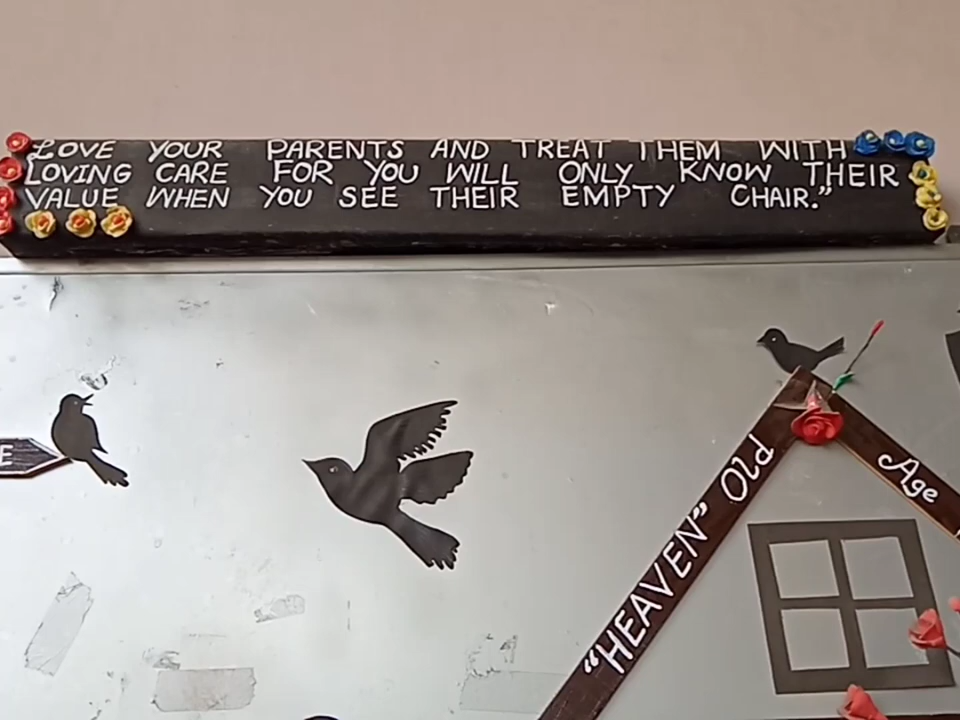 LOVE YOUR PARENTS AND TREAT THEM WITH
LOVING CARE FOR YOU WILL ONLY KNOW THEIR
VALUE WHEN YOU SEE THEIR EMPTY CHAIR.”
E
“HEAVEN” Old
Age